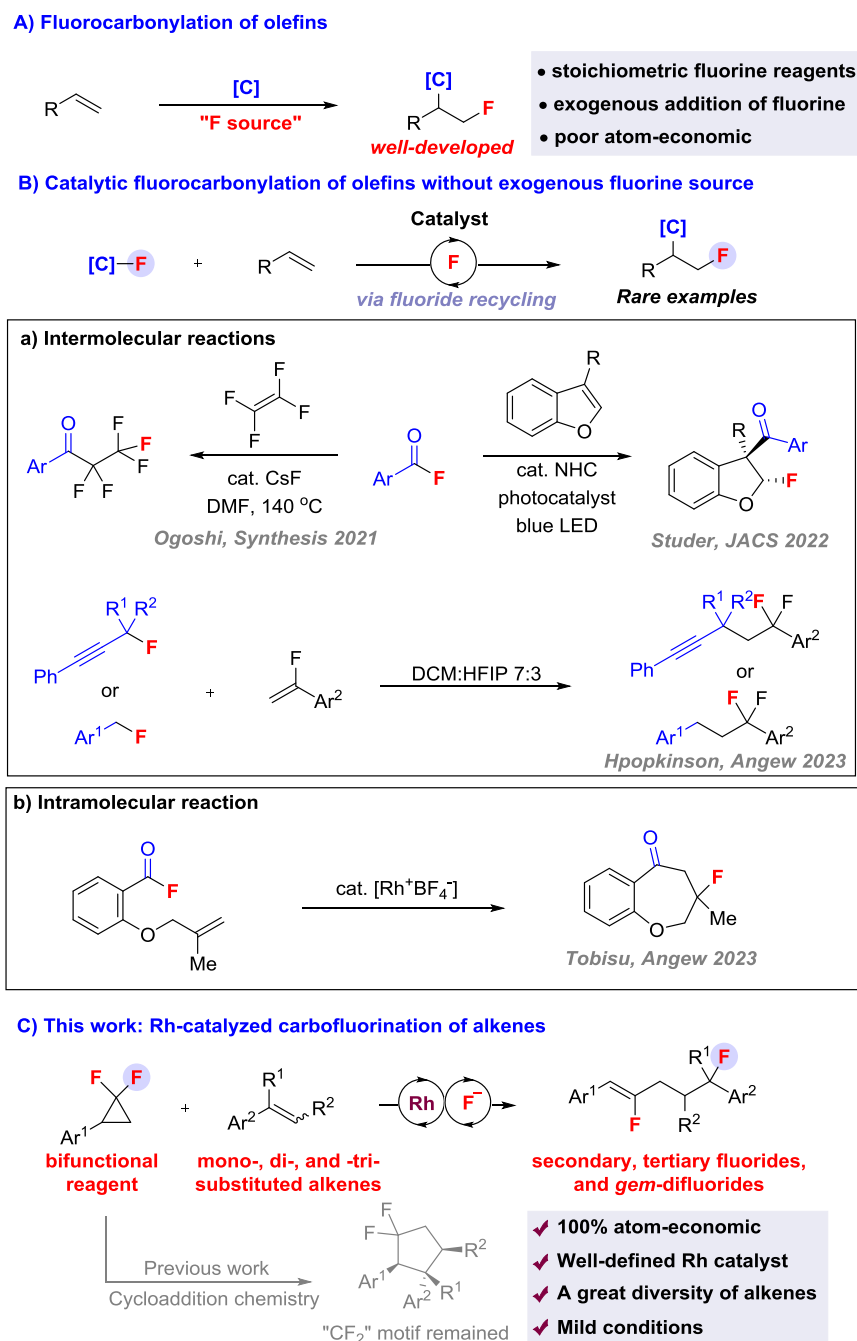 A) Fluorocarbonylation of olefins
R
[C]
"F source"
[C]
R
F
well-developed
• stoichiometric fluorine reagents
• exogenous addition of fluorine
• poor atom-economic
B) Catalytic fluorocarbonylation of olefins without exogenous fluorine source
[C]–F
+
R
Catalyst
F
via fluoride recycling
[C]
R
F
Rare examples
a) Intermolecular reactions
O
Ar
F F
F
F
F
F
F
F
F
cat. CsF
DMF, 140 °C
Ogoshi, Synthesis 2021
O
Ar
F
R
O
cat. NHC
photocatalyst
blue LED
R
O
Ar
F
O
Studer, JACS 2022
R1 R2
F
Ph
or
Ar1
F
+
F
Ar2
DCM:HFIP 7:3
R1 R2 F F
Ar2
Ph
or
F F
Ar1
Ar2
Hpopkinson, Angew 2023
b) Intramolecular reaction
O
F
O
Me
cat. [Rh+BF4-]
O
F
Me
O
Tobisu, Angew 2023
C) This work: Rh-catalyzed carbofluorination of alkenes
F F
Ar1
+
R1
Ar2
R2
Rh
F–
R1 F
Ar1
Ar2
F
R2
bifunctional
reagent
mono-, di-, and -tri-
substituted alkenes
secondary, tertiary fluorides,
and gem-difluorides
Previous work
Cycloaddition chemistry
F
F
R2
Ar1
R1
Ar2
"CF2" motif remained
✓ 100% atom-economic
✓ Well-defined Rh catalyst
✓ A great diversity of alkenes
✓ Mild conditions